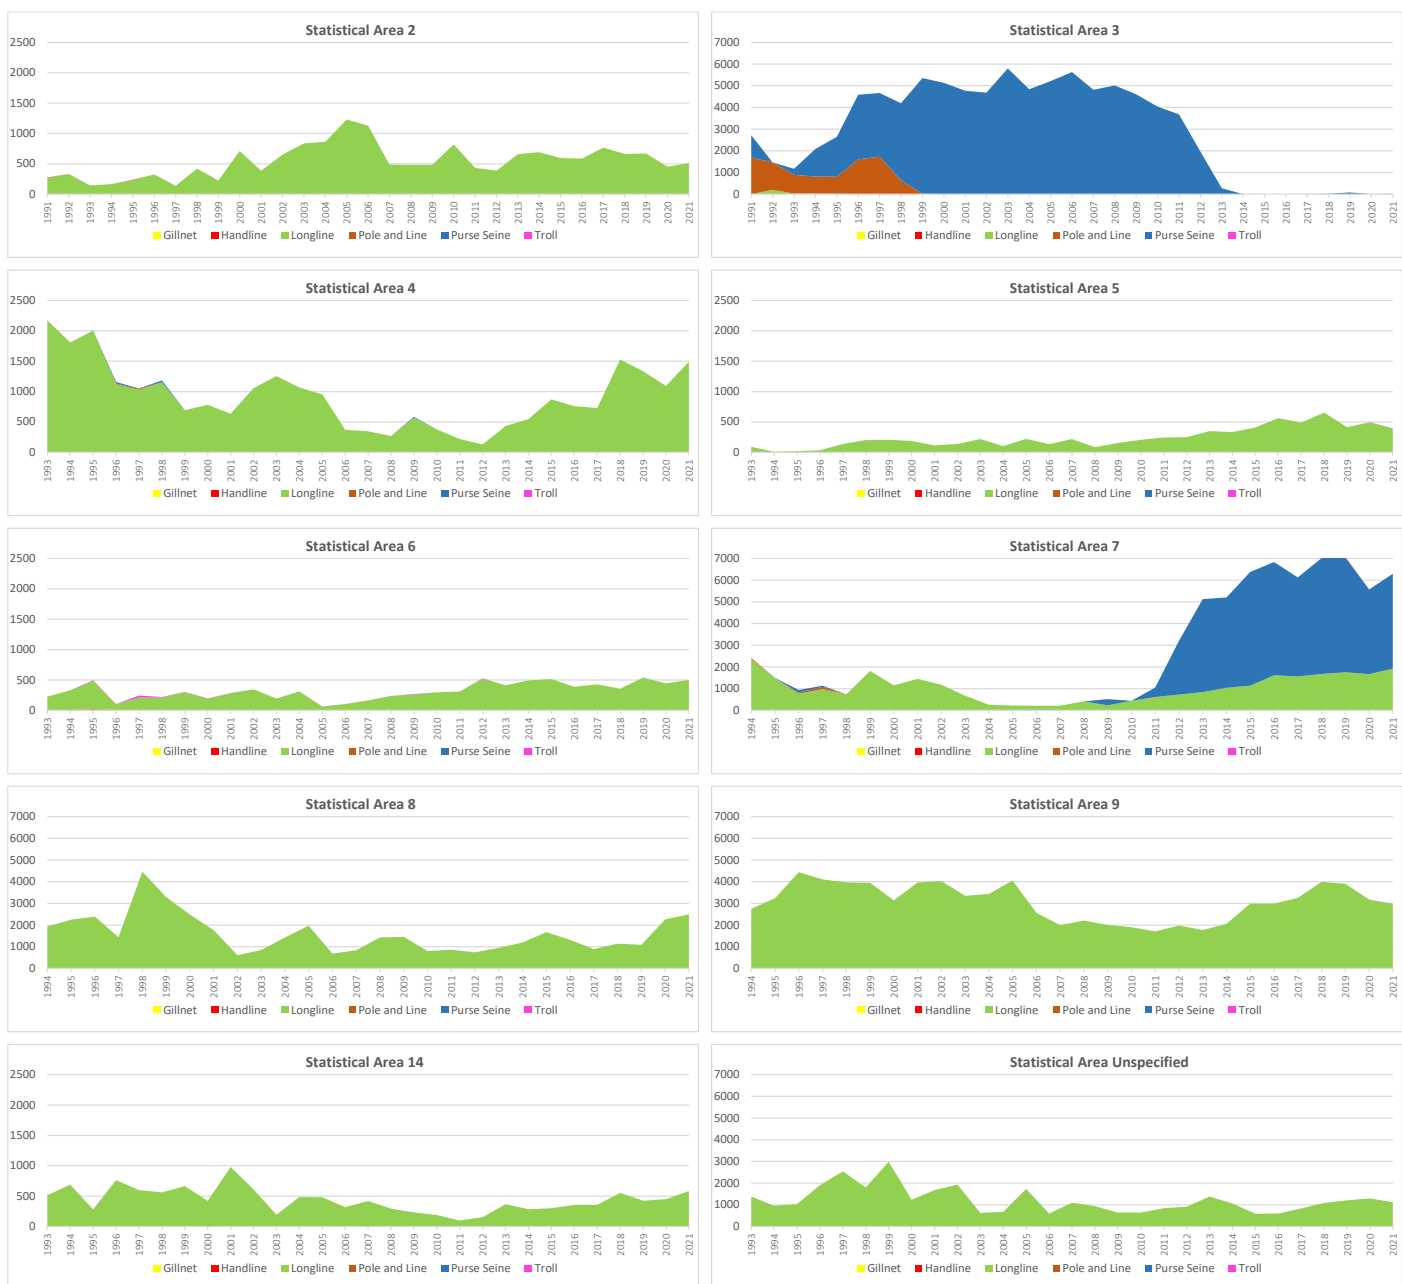 Statistical Area 2
2500
2000
1500
1000
500
0
1991 1992 1993 1994 1995 1996 1997 1998 1999 2000 2001 2002 2003 2004 2005 2006 2007 2008 2009 2010 2011 2012 2013 2014 2015 2016 2017 2018 2019 2020 2021
Gillnet Handline Longline Pole and Line Purse Seine Troll
Statistical Area 3
7000
6000
5000
4000
3000
2000
1000
0
1991 1992 1993 1994 1995 1996 1997 1998 1999 2000 2001 2002 2003 2004 2005 2006 2007 2008 2009 2010 2011 2012 2013 2014 2015 2016 2017 2018 2019 2020 2021
Gillnet Handline Longline Pole and Line Purse Seine Troll
Statistical Area 4
2500
2000
1500
1000
500
0
1993 1994 1995 1996 1997 1998 1999 2000 2001 2002 2003 2004 2005 2006 2007 2008 2009 2010 2011 2012 2013 2014 2015 2016 2017 2018 2019 2020 2021
Gillnet Handline Longline Pole and Line Purse Seine Troll
Statistical Area 5
2500
2000
1500
1000
500
0
1993 1994 1995 1996 1997 1998 1999 2000 2001 2002 2003 2004 2005 2006 2007 2008 2009 2010 2011 2012 2013 2014 2015 2016 2017 2018 2019 2020 2021
Gillnet Handline Longline Pole and Line Purse Seine Troll
Statistical Area 6
2500
2000
1500
1000
500
0
1993 1994 1995 1996 1997 1998 1999 2000 2001 2002 2003 2004 2005 2006 2007 2008 2009 2010 2011 2012 2013 2014 2015 2016 2017 2018 2019 2020 2021
Gillnet Handline Longline Pole and Line Purse Seine Troll
Statistical Area 7
7000
6000
5000
4000
3000
2000
1000
0
1994 1995 1996 1997 1998 1999 2000 2001 2002 2003 2004 2005 2006 2007 2008 2009 2010 2011 2012 2013 2014 2015 2016 2017 2018 2019 2020 2021
Gillnet Handline Longline Pole and Line Purse Seine Troll
Statistical Area 8
7000
6000
5000
4000
3000
2000
1000
0
1994 1995 1996 1997 1998 1999 2000 2001 2002 2003 2004 2005 2006 2007 2008 2009 2010 2011 2012 2013 2014 2015 2016 2017 2018 2019 2020 2021
Gillnet Handline Longline Pole and Line Purse Seine Troll
Statistical Area 9
7000
6000
5000
4000
3000
2000
1000
0
1994 1995 1996 1997 1998 1999 2000 2001 2002 2003 2004 2005 2006 2007 2008 2009 2010 2011 2012 2013 2014 2015 2016 2017 2018 2019 2020 2021
Gillnet Handline Longline Pole and Line Purse Seine Troll
Statistical Area 14
2500
2000
1500
1000
500
0
1993 1994 1995 1996 1997 1998 1999 2000 2001 2002 2003 2004 2005 2006 2007 2008 2009 2010 2011 2012 2013 2014 2015 2016 2017 2018 2019 2020 2021
Gillnet Handline Longline Pole and Line Purse Seine Troll
Statistical Area Unspecified
7000
6000
5000
4000
3000
2000
1000
0
1993 1994 1995 1996 1997 1998 1999 2000 2001 2002 2003 2004 2005 2006 2007 2008 2009 2010 2011 2012 2013 2014 2015 2016 2017 2018 2019 2020 2021
Gillnet Handline Longline Pole and Line Purse Seine Troll